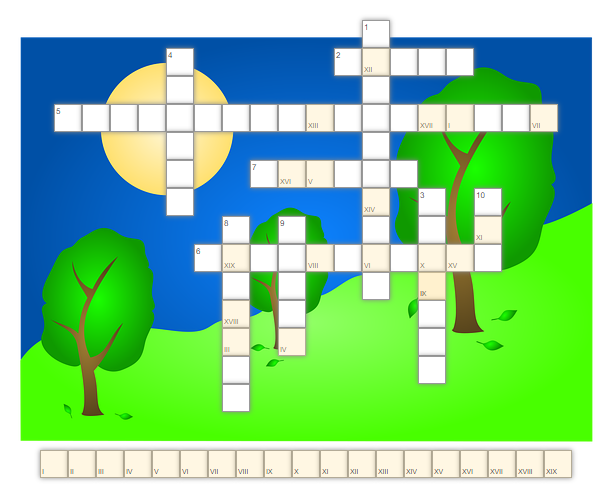 1
4
2 XII
5 XIII XVII I VII
7 XVI V
XIV 3 10
8 9 XI
6 XIX VIII VI X XV
IX
XVIII
III IV
I II III IV V VI VII VIII IX X XI XII XIII XIV XV XVI XVII XVIII XIX